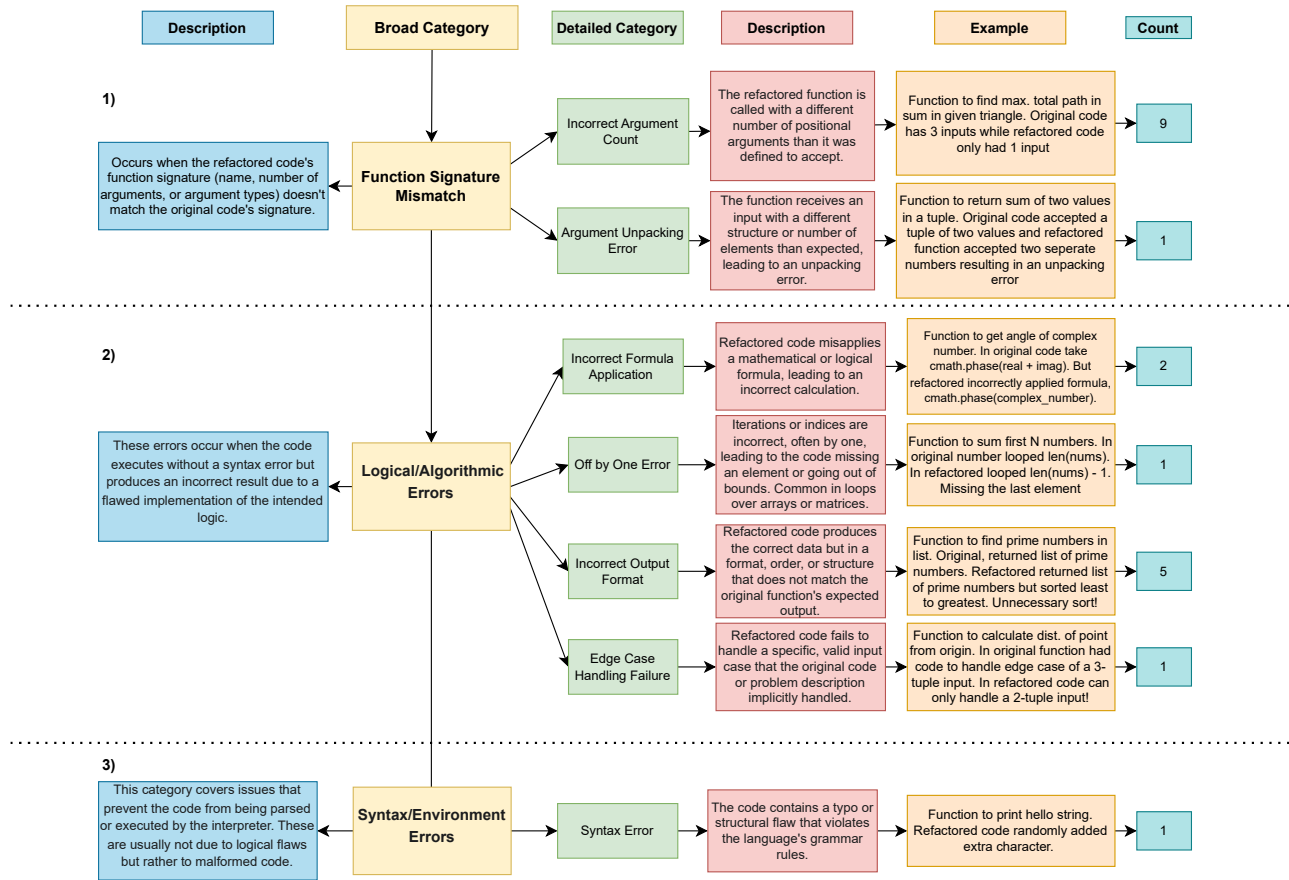 Description
Broad Category
Detailed Category
Description
Example
Count
1)
Occurs when the refactored code's
function signature (name, number of
arguments, or argument types) doesn't
match the original code's signature.
Function Signature
Mismatch
Incorrect Argument
Count
The refactored function is
called with a different
number of positional
arguments than it was
defined to accept.
Function to find max. total path in
sum in given triangle. Original code
has 3 inputs while refactored code
only had 1 input
9
Argument Unpacking
Error
The function receives an
input with a different
structure or number of
elements than expected,
leading to an unpacking
error.
Function to return sum of two values
in a tuple. Original code accepted a
tuple of two values and refactored
function accepted two seperate
numbers resulting in an unpacking
error
1
2)
These errors occur when the code
executes without a syntax error but
produces an incorrect result due to a
flawed implementation of the intended
logic.
Logical/Algorithmic
Errors
Incorrect Formula
Application
Refactored code misapplies
a mathematical or logical
formula, leading to an
incorrect calculation.
Function to get angle of complex
number. In original code take
cmath.phase(real + imag). But
refactored incorrectly applied formula,
cmath.phase(complex_number).
2
Off by One Error
Iterations or indices are
incorrect, often by one,
leading to the code missing
an element or going out of
bounds. Common in loops
over arrays or matrices.
Function to sum first N numbers. In
original number looped len(nums).
In refactored looped len(nums) - 1.
Missing the last element
1
Incorrect Output
Format
Refactored code produces
the correct data but in a
format, order, or structure
that does not match the
original function's expected
output.
Function to find prime numbers in
list. Original, returned list of prime
numbers. Refactored returned list
of prime numbers but sorted least
to greatest. Unnecessary sort!
5
Edge Case
Handling Failure
Refactored code fails to
handle a specific, valid input
case that the original code
or problem description
implicitly handled.
Function to calculate dist. of point
from origin. In original function had
code to handle edge case of a 3-
tuple input. In refactored code can
only handle a 2-tuple input!
1
3)
This category covers issues that
prevent the code from being parsed
or executed by the interpreter. These
are usually not due to logical flaws
but rather to malformed code.
Syntax/Environment
Errors
Syntax Error
The code contains a typo or
structural flaw that violates
the language's grammar
rules.
Function to print hello string.
Refactored code randomly added
extra character.
1